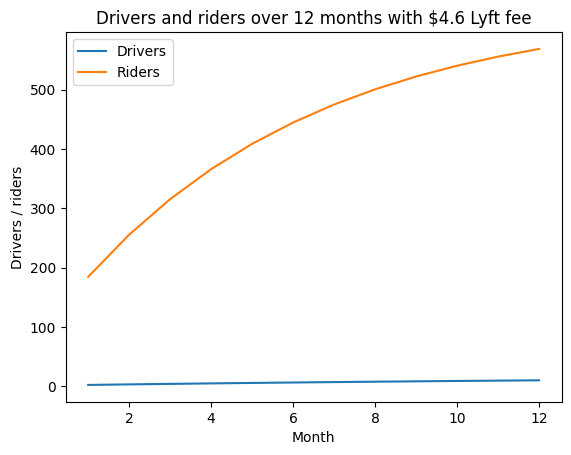 Drivers and riders over 12 months with $4.6 Lyft fee
Drivers
Riders
500
400
300
200
100
0
Drivers / riders
2 4 6 8 10 12
Month